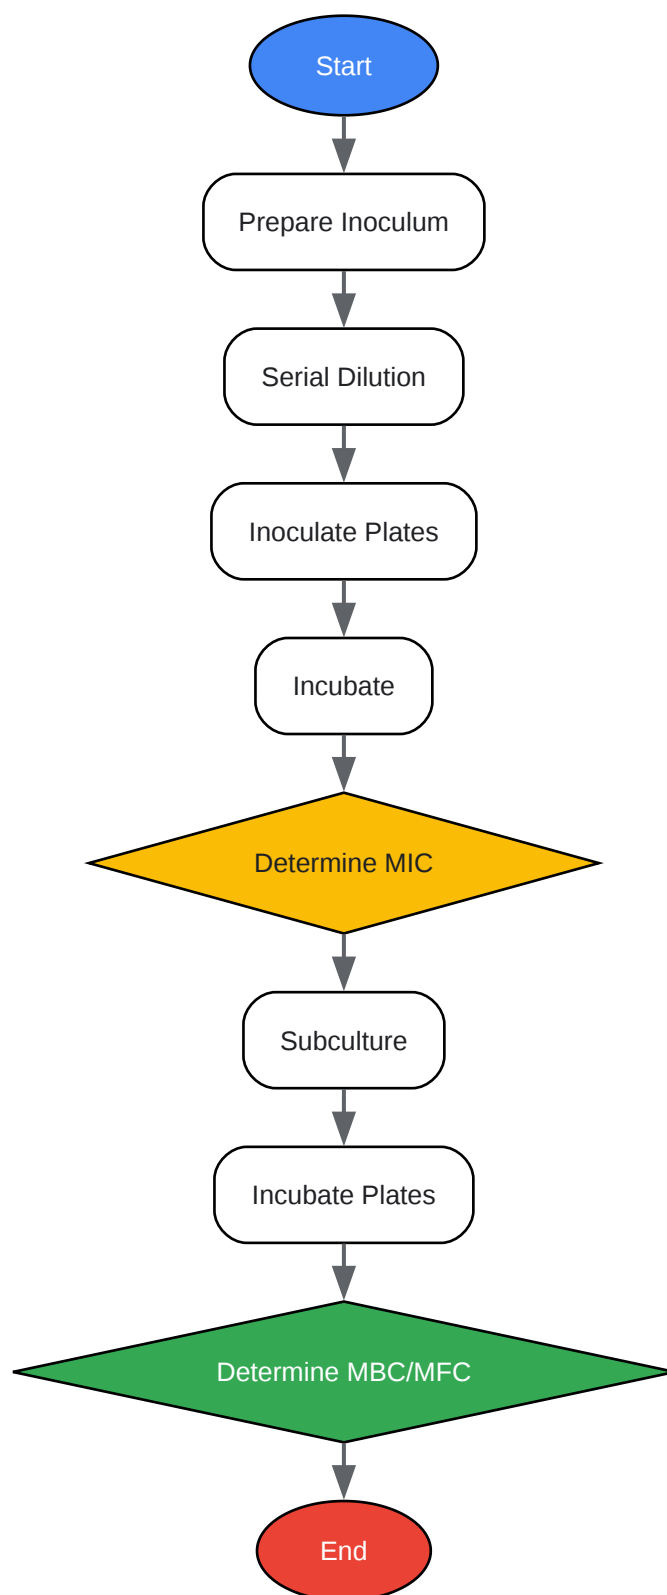 Start
Prepare Inoculum
Serial Dilution
Inoculate Plates
Incubate
Determine MIC
Subculture
Incubate Plates
Determine MBC/MFC
End